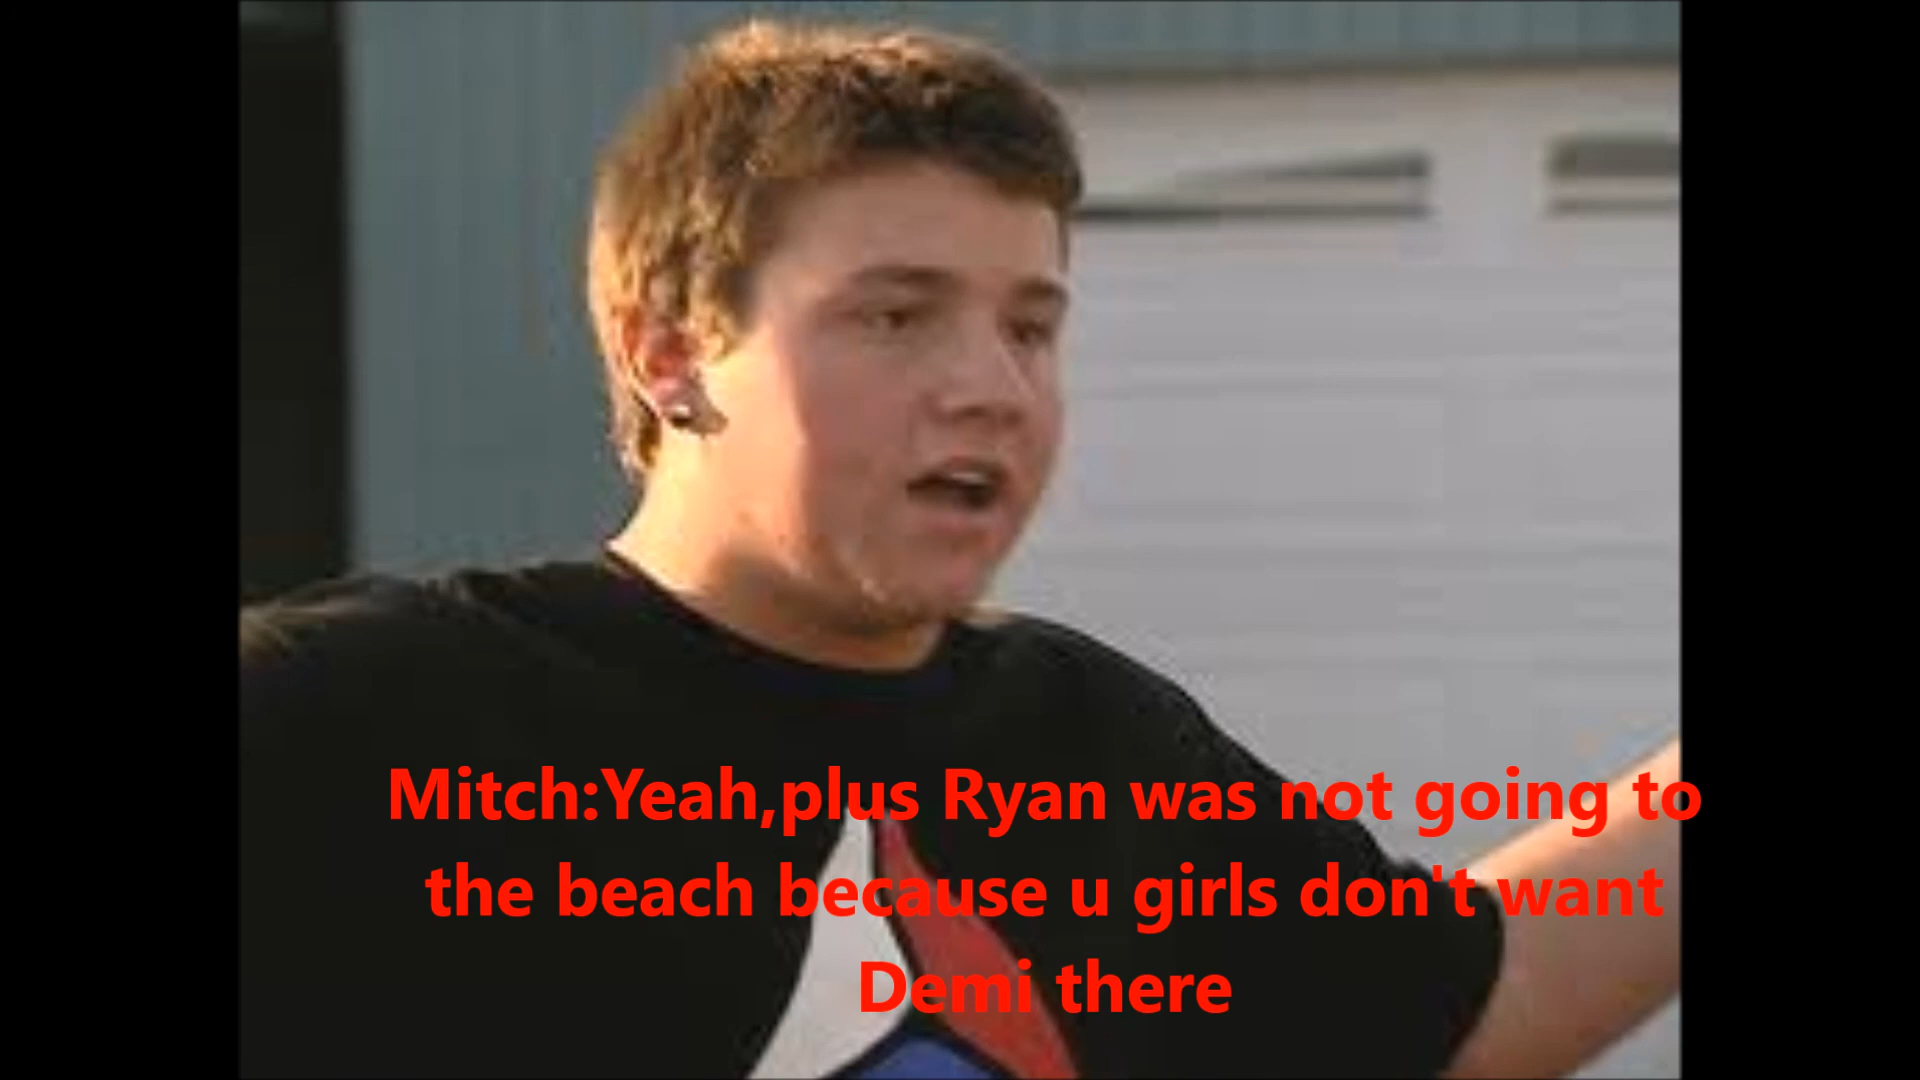 Mitch:Yeah,plus Ryan was not going to
the beach because u girls don't want
Demi there